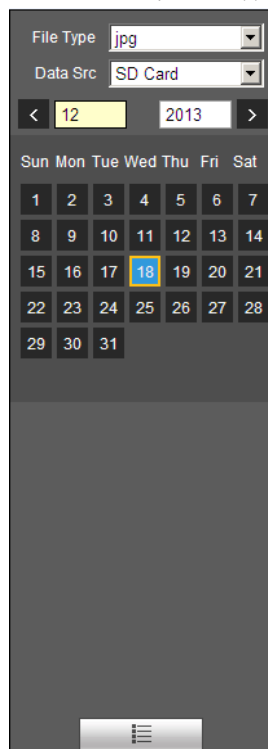 File Type jpg
Data Src SD Card
< 12 2013 >
Sun Mon Tue Wed Thu Fri Sat
1 2 3 4 5 6 7
8 9 10 11 12 13 14
15 16 17 18 19 20 21
22 23 24 25 26 27 28
29 30 31